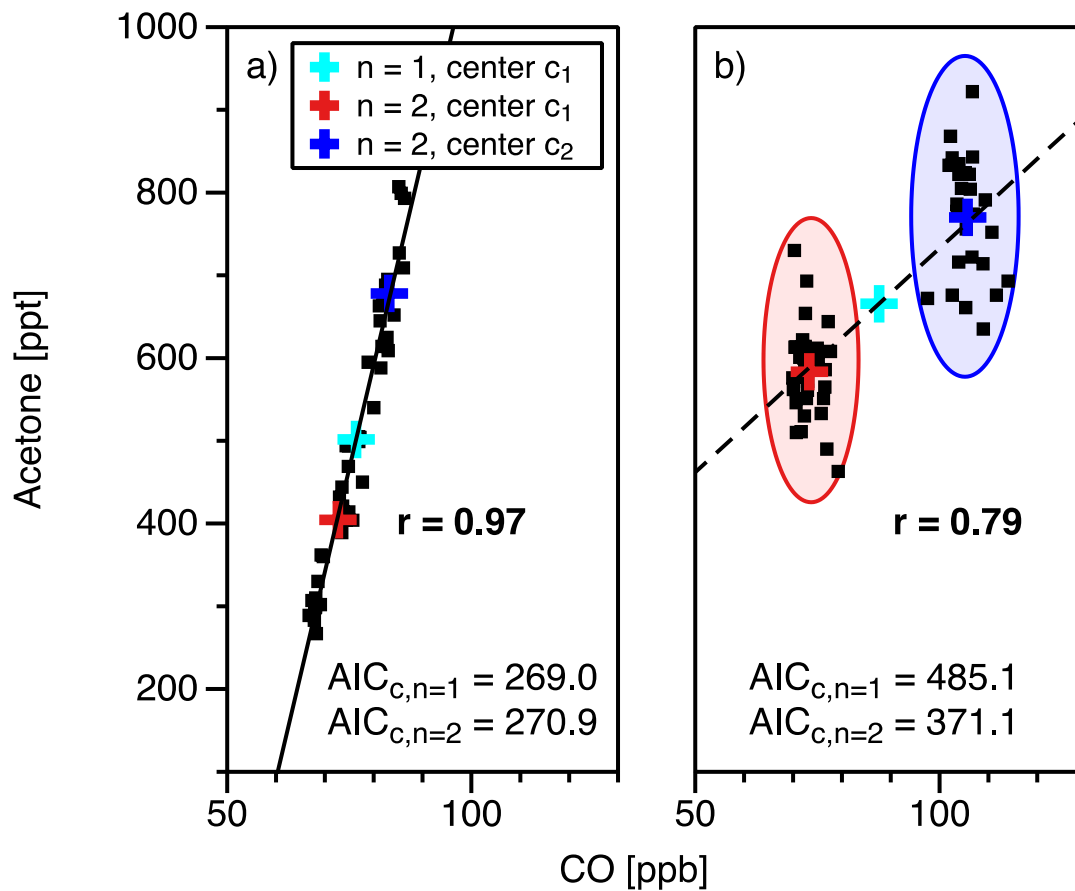 1000
800
600
400
200
Acetone [ppt]
a)
n = 1, center c₁
n = 2, center c₁
n = 2, center c₂
r = 0.97
AICc,n=1 = 269.0
AICc,n=2 = 270.9
50
100
b)
r = 0.79
AICc,n=1 = 485.1
AICc,n=2 = 371.1
50
100
CO [ppb]